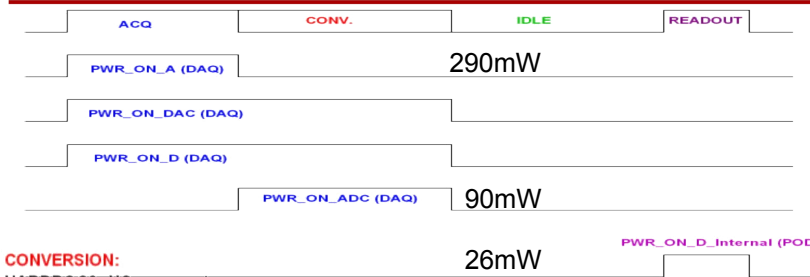 ACQ CONV. IDLE READOUT
PWR_ON_A (DAQ) 290mW
PWR_ON_DAC (DAQ)
PWR_ON_D (DAQ)
PWR_ON_ADC (DAQ) 90mW
PWR_ON_D_Internal (POD
CONVERSION: 26mW